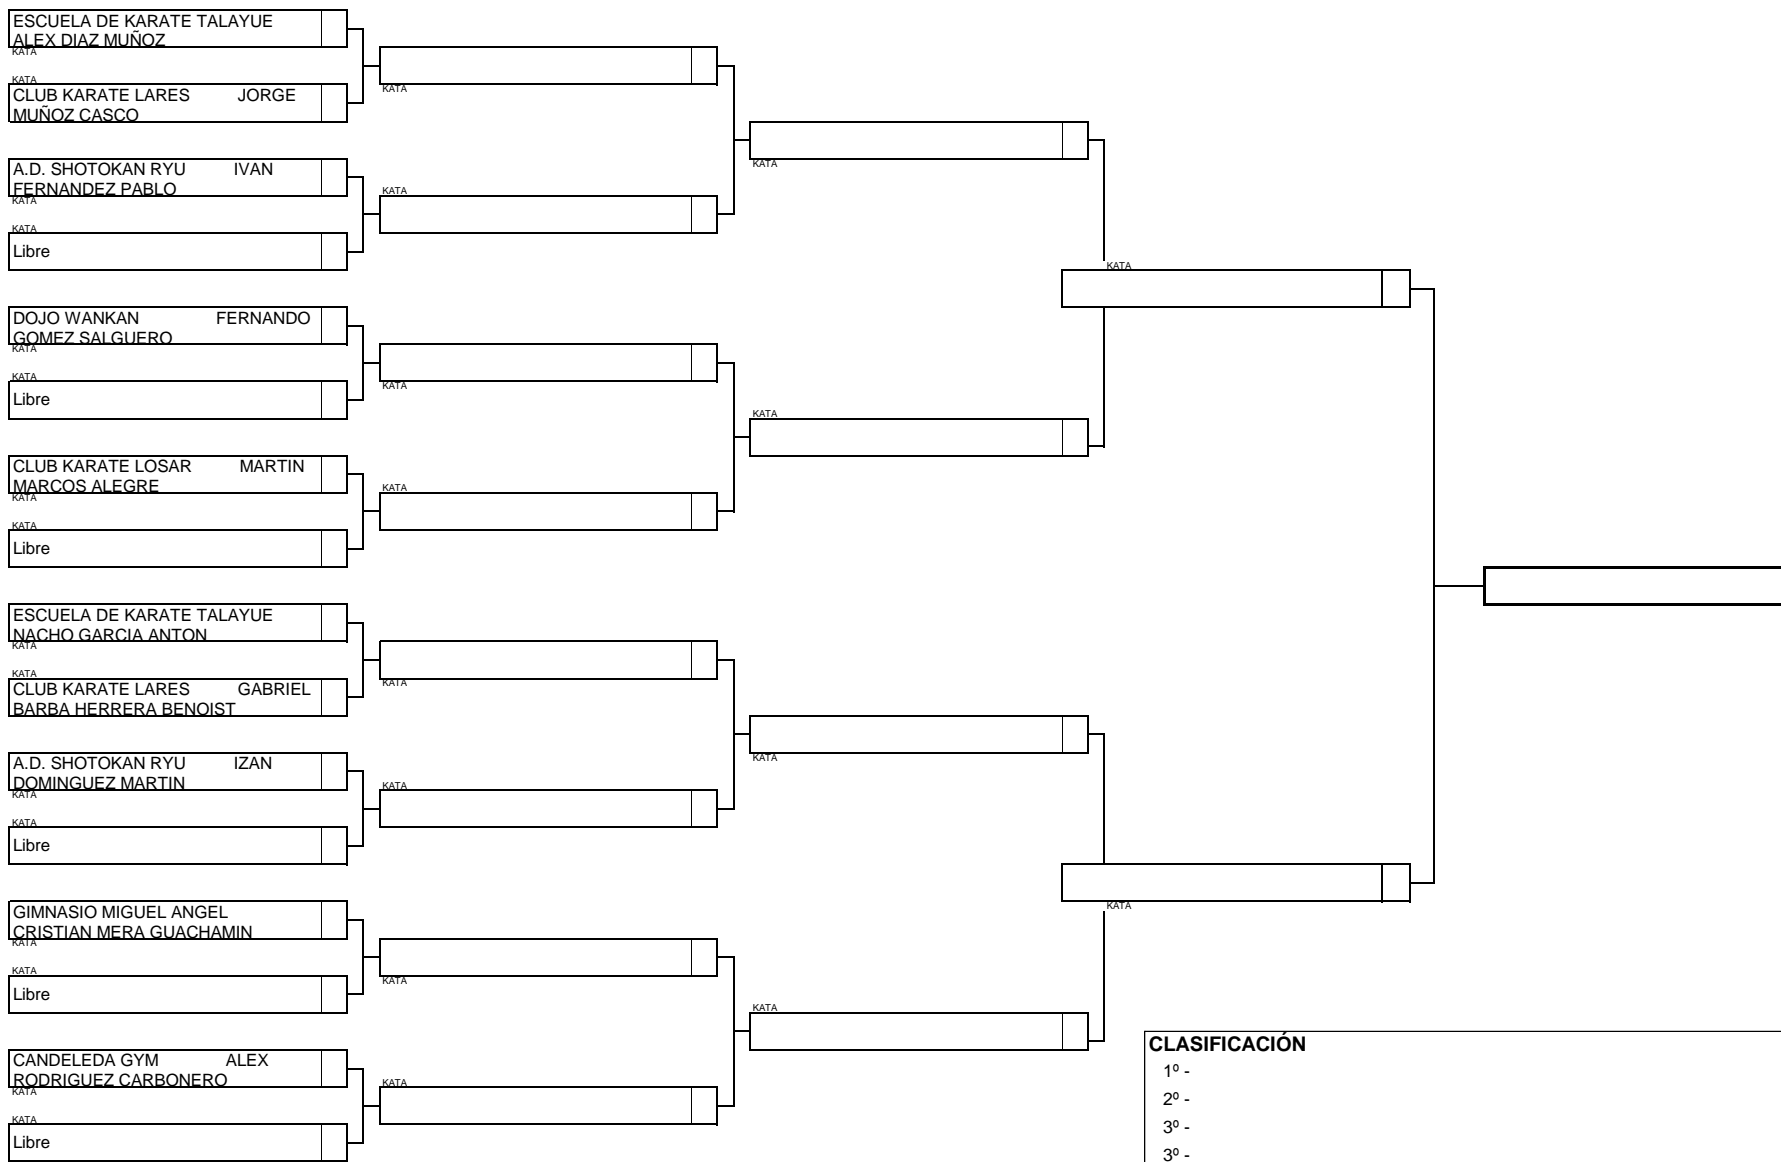 ESCUELA DE KARATE TALAYUE
ALEX DIAZ MUÑOZ
KATA
KATA
CLUB KARATE LARES JORGE
MUÑOZ CASCO
A.D. SHOTOKAN RYU IVAN
FERNANDEZ PABLO
KATA
KATA
Libre
DOJO WANKAN FERNANDO
GOMEZ SALGUERO
KATA
KATA
Libre
CLUB KARATE LOSAR MARTIN
MARCOS ALEGRE
KATA
KATA
Libre
ESCUELA DE KARATE TALAYUE
NACHO GARCIA ANTON
KATA
KATA
CLUB KARATE LARES GABRIEL
BARBA HERRERA BENOIST
A.D. SHOTOKAN RYU IZAN
DOMINGUEZ MARTIN
KATA
KATA
Libre
GIMNASIO MIGUEL ANGEL
CRISTIAN MERA GUACHAMIN
KATA
KATA
Libre
CANDELEDA GYM ALEX
RODRIGUEZ CARBONERO
KATA
KATA
Libre
KATA
KATA
KATA
KATA
KATA
KATA
KATA
KATA
KATA
KATA
KATA
KATA
KATA
KATA
CLASIFICACIÓN
1º -
2º -
3º -
3º -